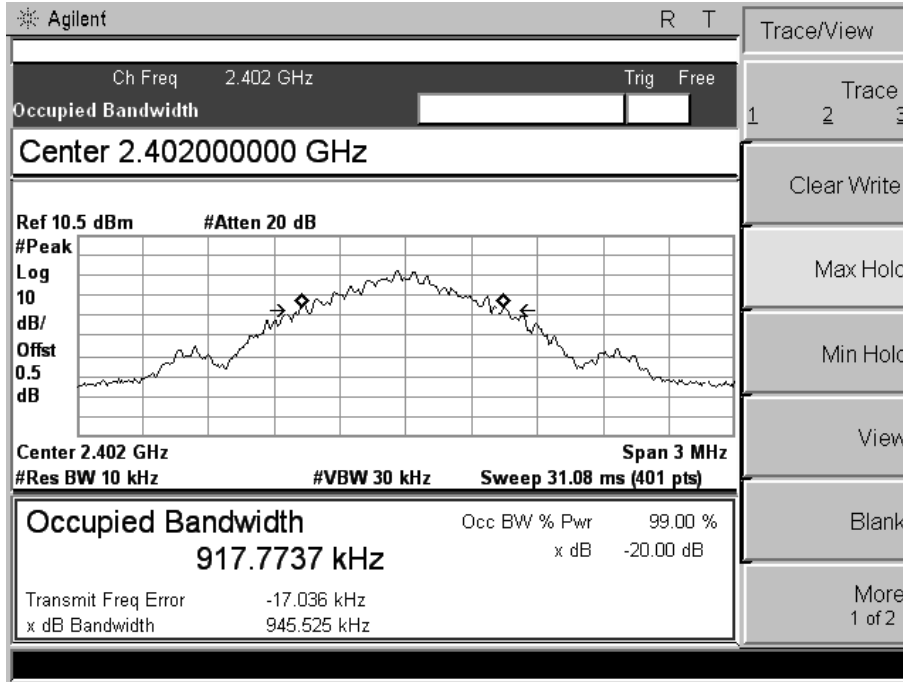 Agilent R T
Ch Freq 2.402 GHz Trig Free
Occupied Bandwidth
Center 2.402000000 GHz
Ref 10.5 dBm #Atten 20 dB
#Peak
Log
10
dB/
Offst
0.5
dB
Center 2.402 GHz Span 3 MHz
#Res BW 10 kHz #VBW 30 kHz Sweep 31.08 ms (401 pts)
Occupied Bandwidth Occ BW % Pwr 99.00 %
917.7737 kHz x dB -20.00 dB
Transmit Freq Error -17.036 kHz
x dB Bandwidth 945.525 kHz
Trace/View
Trace
1 2 3
Clear Write
Max Hold
Min Hold
View
Blank
More
1 of 2